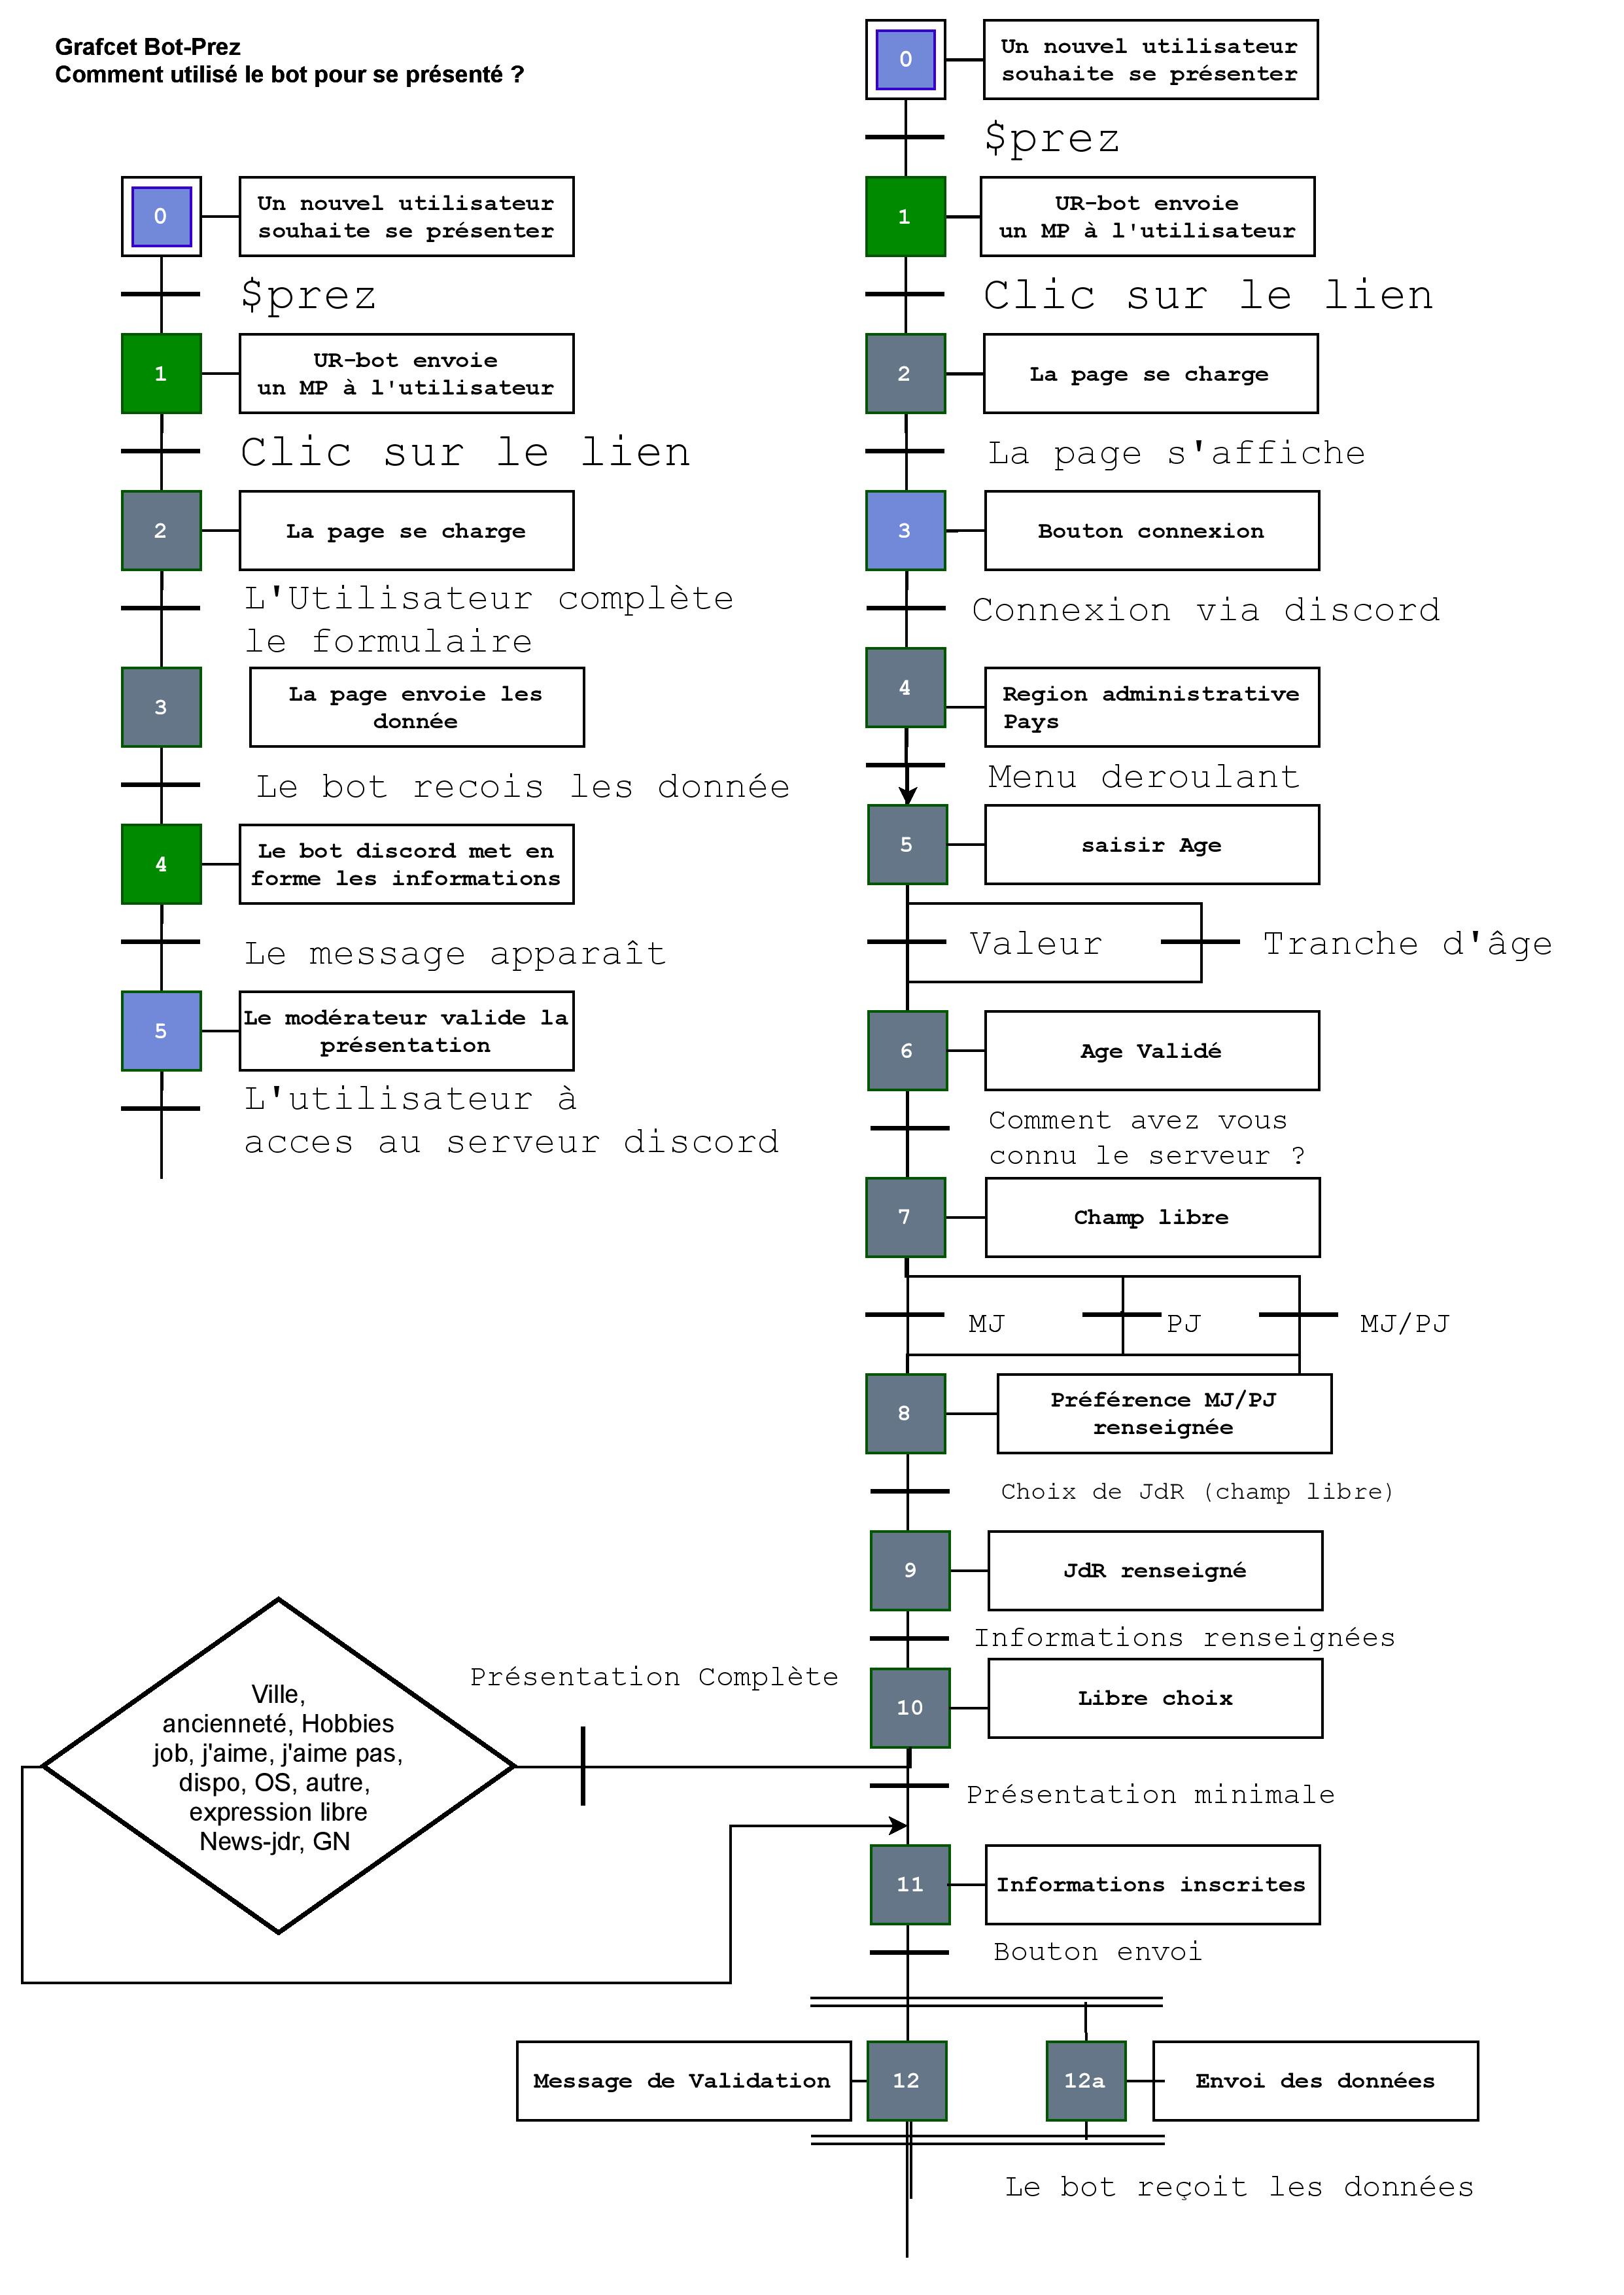 Grafcet Bot-Prez
Comment utilisé le bot pour se présenté ?
0
Un nouvel utilisateur
souhaite se présenter
$prez
1
UR-bot envoie
un MP à l'utilisateur
Clic sur le lien
2
La page se charge
L'Utilisateur complète
le formulaire
3
La page envoie les
donnée
Le bot recois les donnée
4
Le bot discord met en
forme les informations
Le message apparaît
5
Le modérateur valide la
présentation
L'utilisateur à
acces au serveur discord
0
Un nouvel utilisateur
souhaite se présenter
$prez
1
UR-bot envoie
un MP à l'utilisateur
Clic sur le lien
2
La page se charge
La page s'affiche
3
Bouton connexion
Connexion via discord
4
Region administrative
Pays
Menu deroulant
5
saisir Age
Valeur
Tranche d'âge
6
Age Validé
Comment avez vous
connu le serveur ?
7
Champ libre
MJ
PJ
MJ/PJ
8
Préférence MJ/PJ
renseignée
Choix de JdR (champ libre)
9
JdR renseigné
Informations renseignées
10
Libre choix
Présentation Complète
Ville,
ancienneté, Hobbies
job, j'aime, j'aime pas,
dispo, OS, autre,
expression libre
News-jdr, GN
Présentation minimale
11
Informations inscrites
Bouton envoi
Message de Validation
12
12a
Envoi des données
Le bot reçoit les données